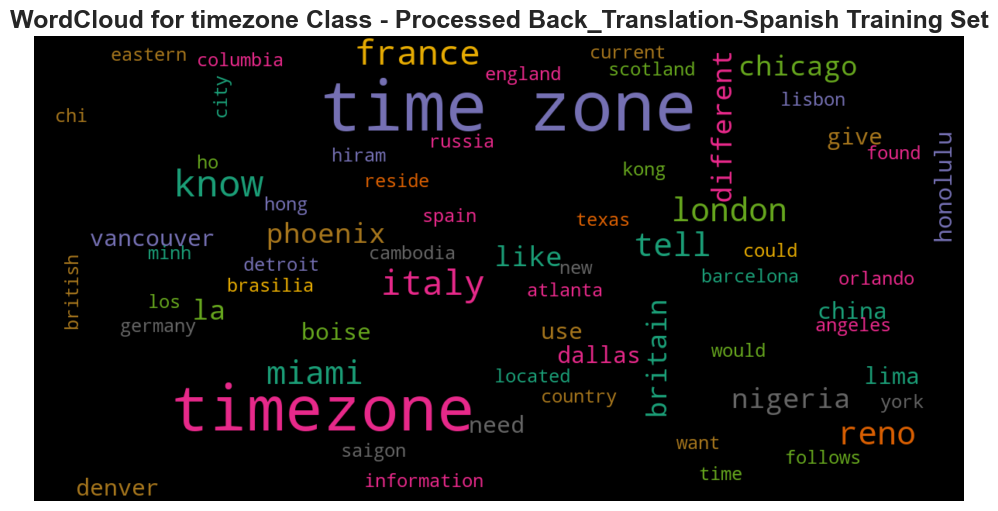 WordCloud for timezone Class - Processed Back_Translation-Spanish Training Set
eastern
columbia
france
england
current
scotland
different
chicago
city
time zone
lisbon
chi
hiram
russia
give
found
honolulu
ho
know
reside
kong
hong
spain
texas
london
vancouver
minh
phoenix
cambodia
like
tell
could
british
detroit
brasilia
italy
new
atlanta
barcelona
orlando
los
la
germany
boise
use
britain
china
angeles
miami
dallas
would
located
lima
timezone
need
country
nigeria
york
reno
saigon
want
follows
denver
information
time